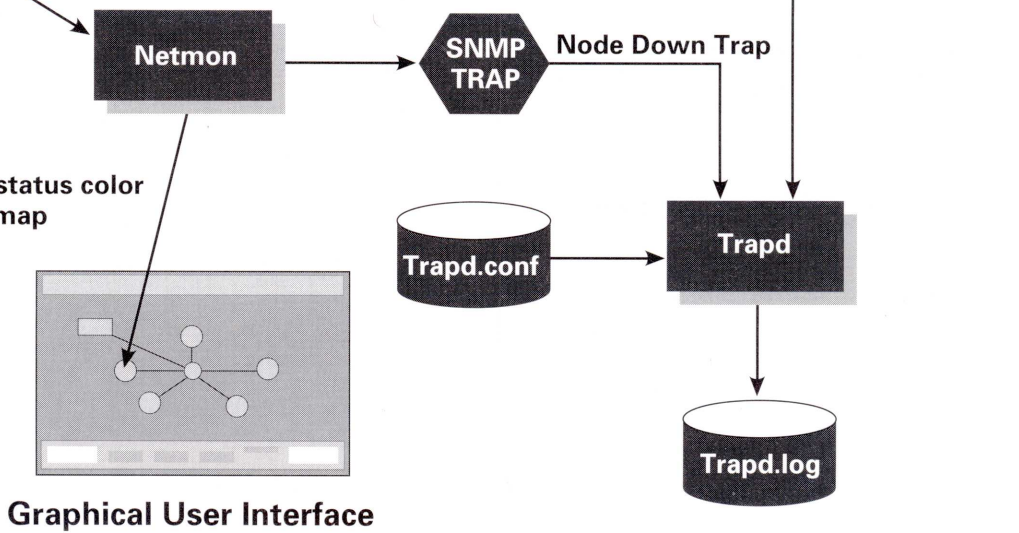 Netmon
SNMP
TRAP
Node Down Trap
status color
map
Trapd.conf
Trapd
Trapd.log
Graphical User Interface